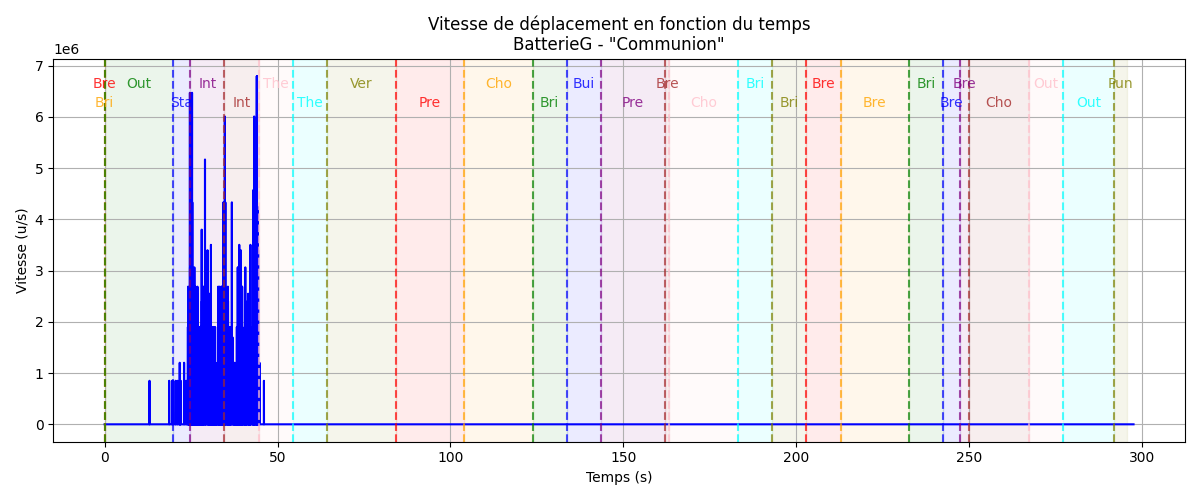 Vitesse de déplacement en fonction du temps
BatterieG - "Communion"
1e6
Bre Out Int The Ver Cho Bui Bre Bri Bre Bri Bre Out Pun
Bri Sta Int The Pre Bri Pre Cho Bri Bre Bre Cho Out
7
6
5
4
3
2
1
0
Vitesse (u/s)
0 50 100 150 200 250 300
Temps (s)